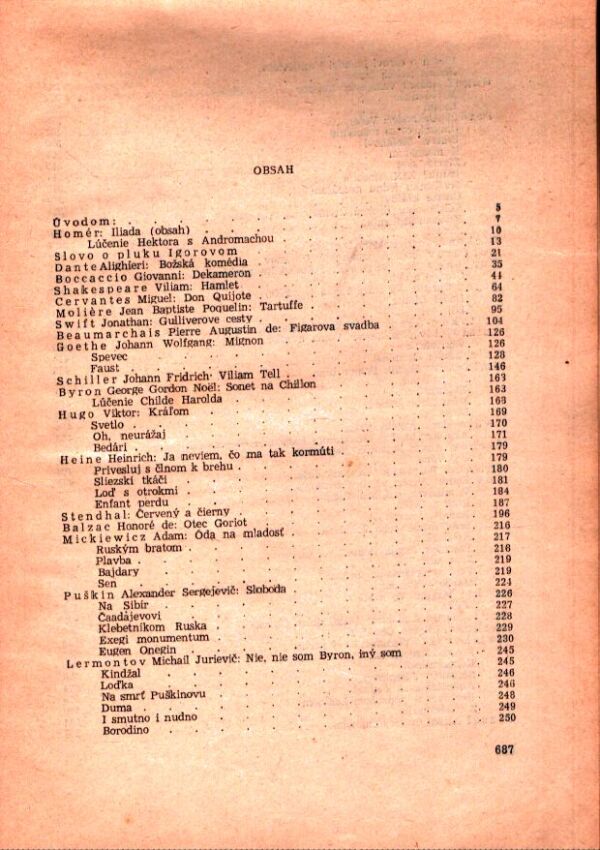 OBSAH
Úvodom: . . . 5
Homér: Iliada (obsah) . . . 7
Lúčenie Hektora s Andromachou . . . 10
Slovo o pluku Igorovom . . . 13
Dante Alighieri: Božská komédia . . . 21
Boccaccio Giovanni: Dekameron . . . 35
Shakespeare Viliam: Hamlet . . . 44
Cervantes Miguel: Don Quijote . . . 64
Molière Jean Baptiste Poquelin: Tartuffe . . . 82
Swift Jonathan: Gulliverove cesty . . . 95
Beaumarchais Pierre Augustin de: Figarova svadba . . . 104
Goethe Johann Wolfgang: Mignon . . . 126
Spevec . . . 126
Faust . . . 128
Schiller Johann Fridrich: Viliam Tell . . . 146
Byron George Gordon Noël: Sonet na Chillon . . . 163
Lúčenie Childe Harolda . . . 163
Hugo Viktor: Kráľom . . . 168
Svetlo . . . 169
Oh, neurážaj . . . 170
Bedári . . . 171
Heine Heinrich: Ja neviem, čo ma tak kormúti . . . 179
Privesluj s člnom k brehu . . . 179
Sliezski tkáči . . . 180
Loď s otrokmi . . . 181
Enfant perdu . . . 184
Stendhal: Červený a čierny . . . 187
Balzac Honoré de: Otec Goriot . . . 196
Mickiewicz Adam: Óda na mladosť . . . 216
Ruským bratom . . . 217
Plavba . . . 218
Bajdary . . . 219
Sen . . . 219
Puškin Alexander Sergejevič: Sloboda . . . 224
Na Sibír . . . 226
Čaadajevovi . . . 227
Klebetníkom Ruska . . . 228
Exegi monumentum . . . 229
Eugen Onegin . . . 230
Lermontov Michail Jurievič: Nie, nie som Byron, iný som . . . 245
Kindžal . . . 245
Loďka . . . 246
Na smrť Puškinovu . . . 246
Duma . . . 248
I smutno i nudno . . . 249
Borodino . . . 250
687